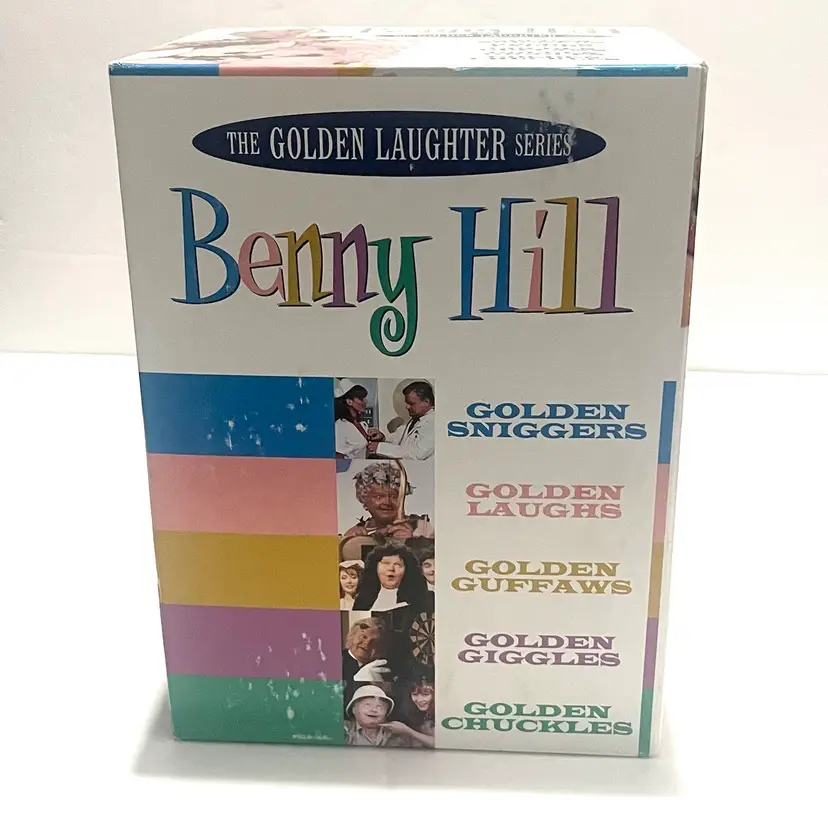 THE GOLDEN LAUGHTER SERIES
Benny Hill
GOLDEN
SNIGGERS
GOLDEN
LAUGHS
GOLDEN
GUFFAWS
GOLDEN
GIGGLES
GOLDEN
CHUCKLES